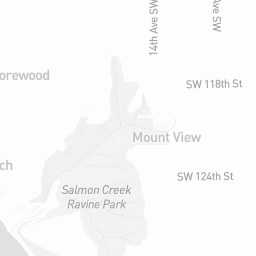 14th Ave SW
Ave SW
orewood
SW 118th St
Mount View
ch
SW 124th St
Salmon Creek
Ravine Park